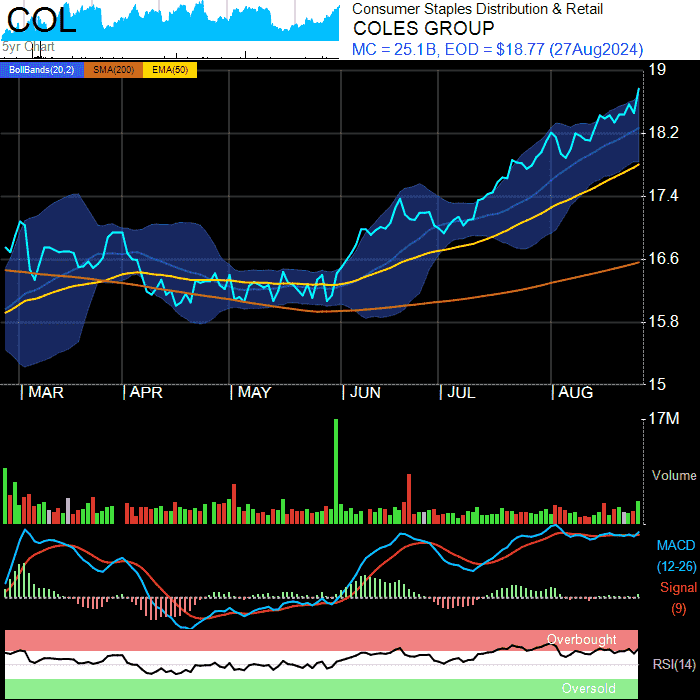 COL
5yr Chart
Consumer Staples Distribution & Retail
COLES GROUP
MC = 25.1B, EOD = $18.77 (27Aug2024)
BollBands(20,2) SMA(200) EMA(50)
19
18.2
17.4
16.6
15.8
15
MAR APR MAY JUN JUL AUG
17M
Volume
MACD
(12-26)
Signal
(9)
Overbought
RSI(14)
Oversold